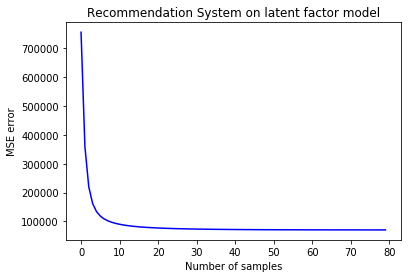 Recommendation System on latent factor model
MSE error
700000
600000
500000
400000
300000
200000
100000
0 10 20 30 40 50 60 70 80
Number of samples